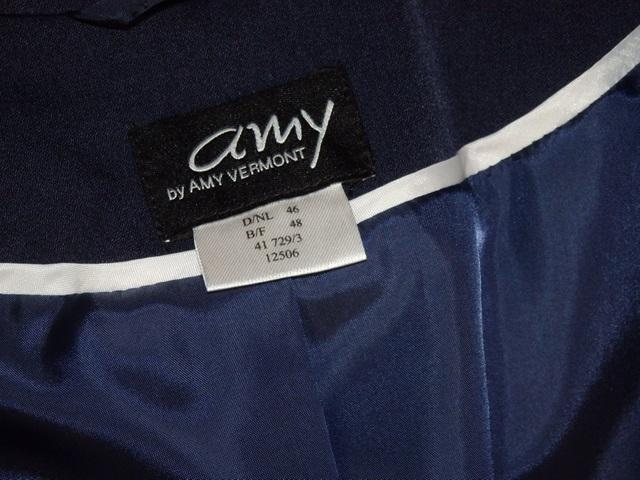 amy
by AMY VERMONT
D/NL 46
B/F 48
41 729/3
12506